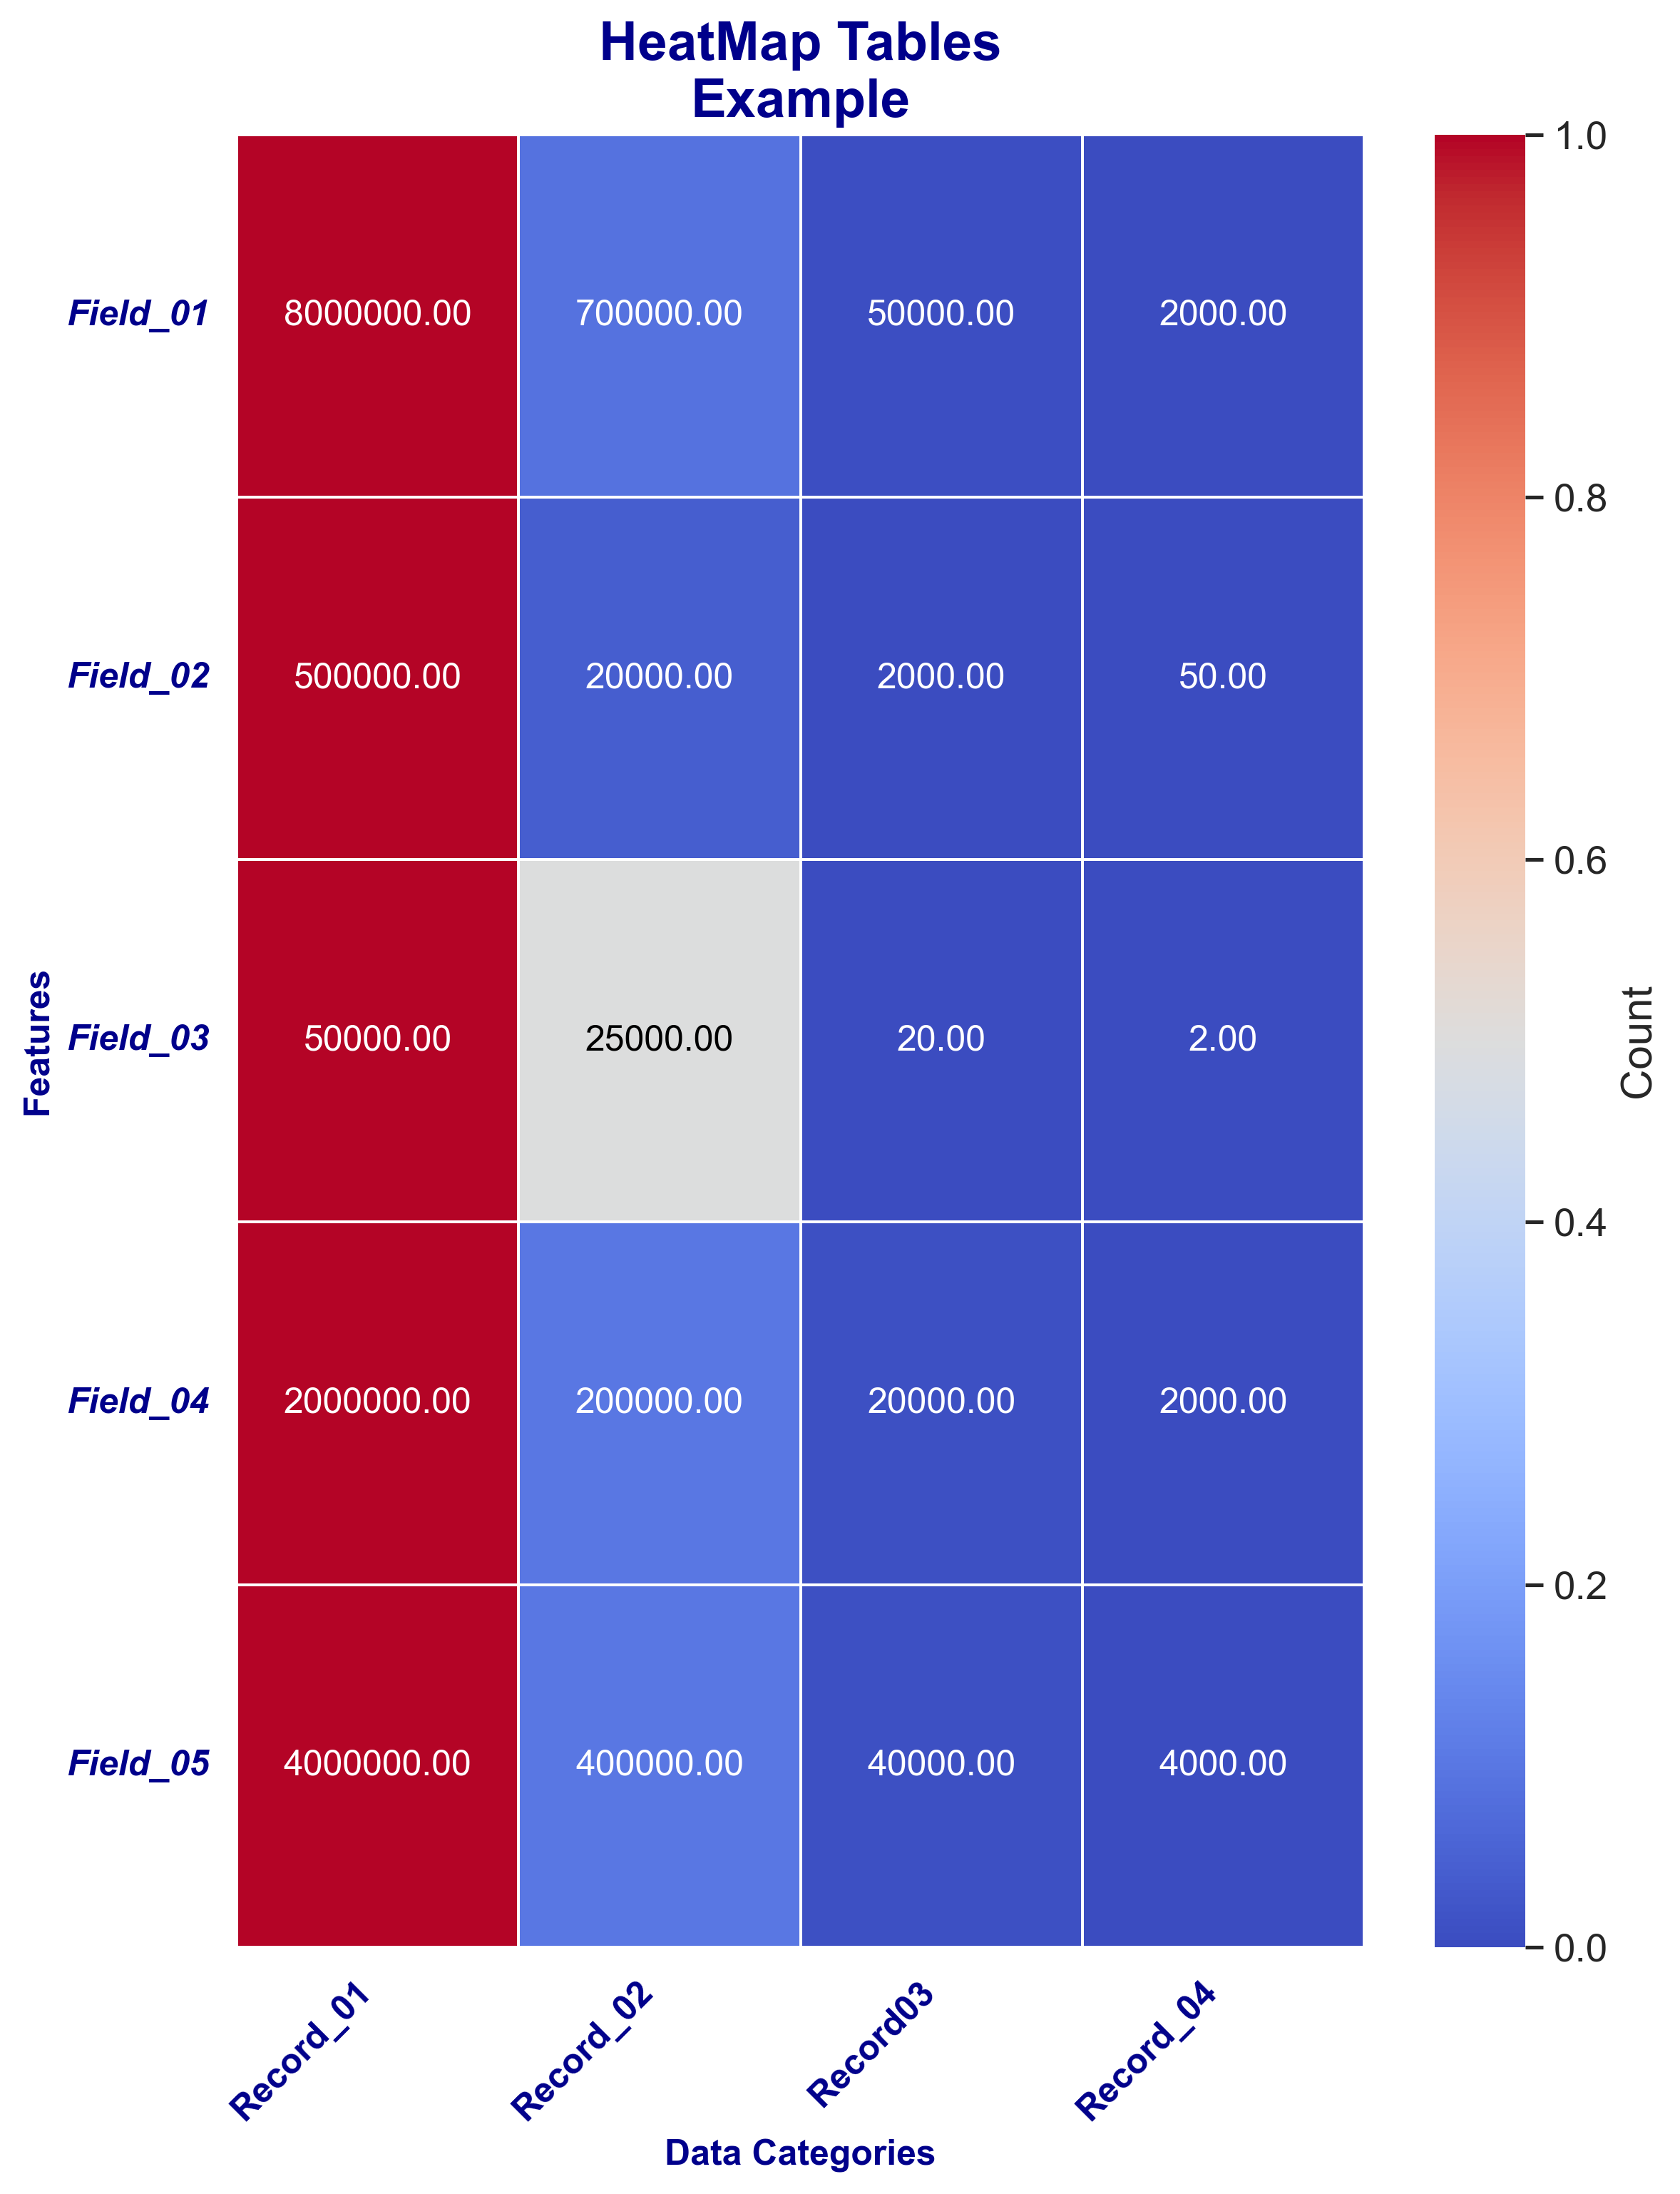 HeatMap Tables
Example
Field_01 8000000.00 700000.00 50000.00 2000.00
Field_02 500000.00 20000.00 2000.00 50.00
Field_03 50000.00 25000.00 20.00 2.00
Field_04 2000000.00 200000.00 20000.00 2000.00
Field_05 4000000.00 400000.00 40000.00 4000.00
Features
Record_01 Record_02 Record03 Record_04
Data Categories
1.0
0.8
0.6
0.4
0.2
0.0
Count